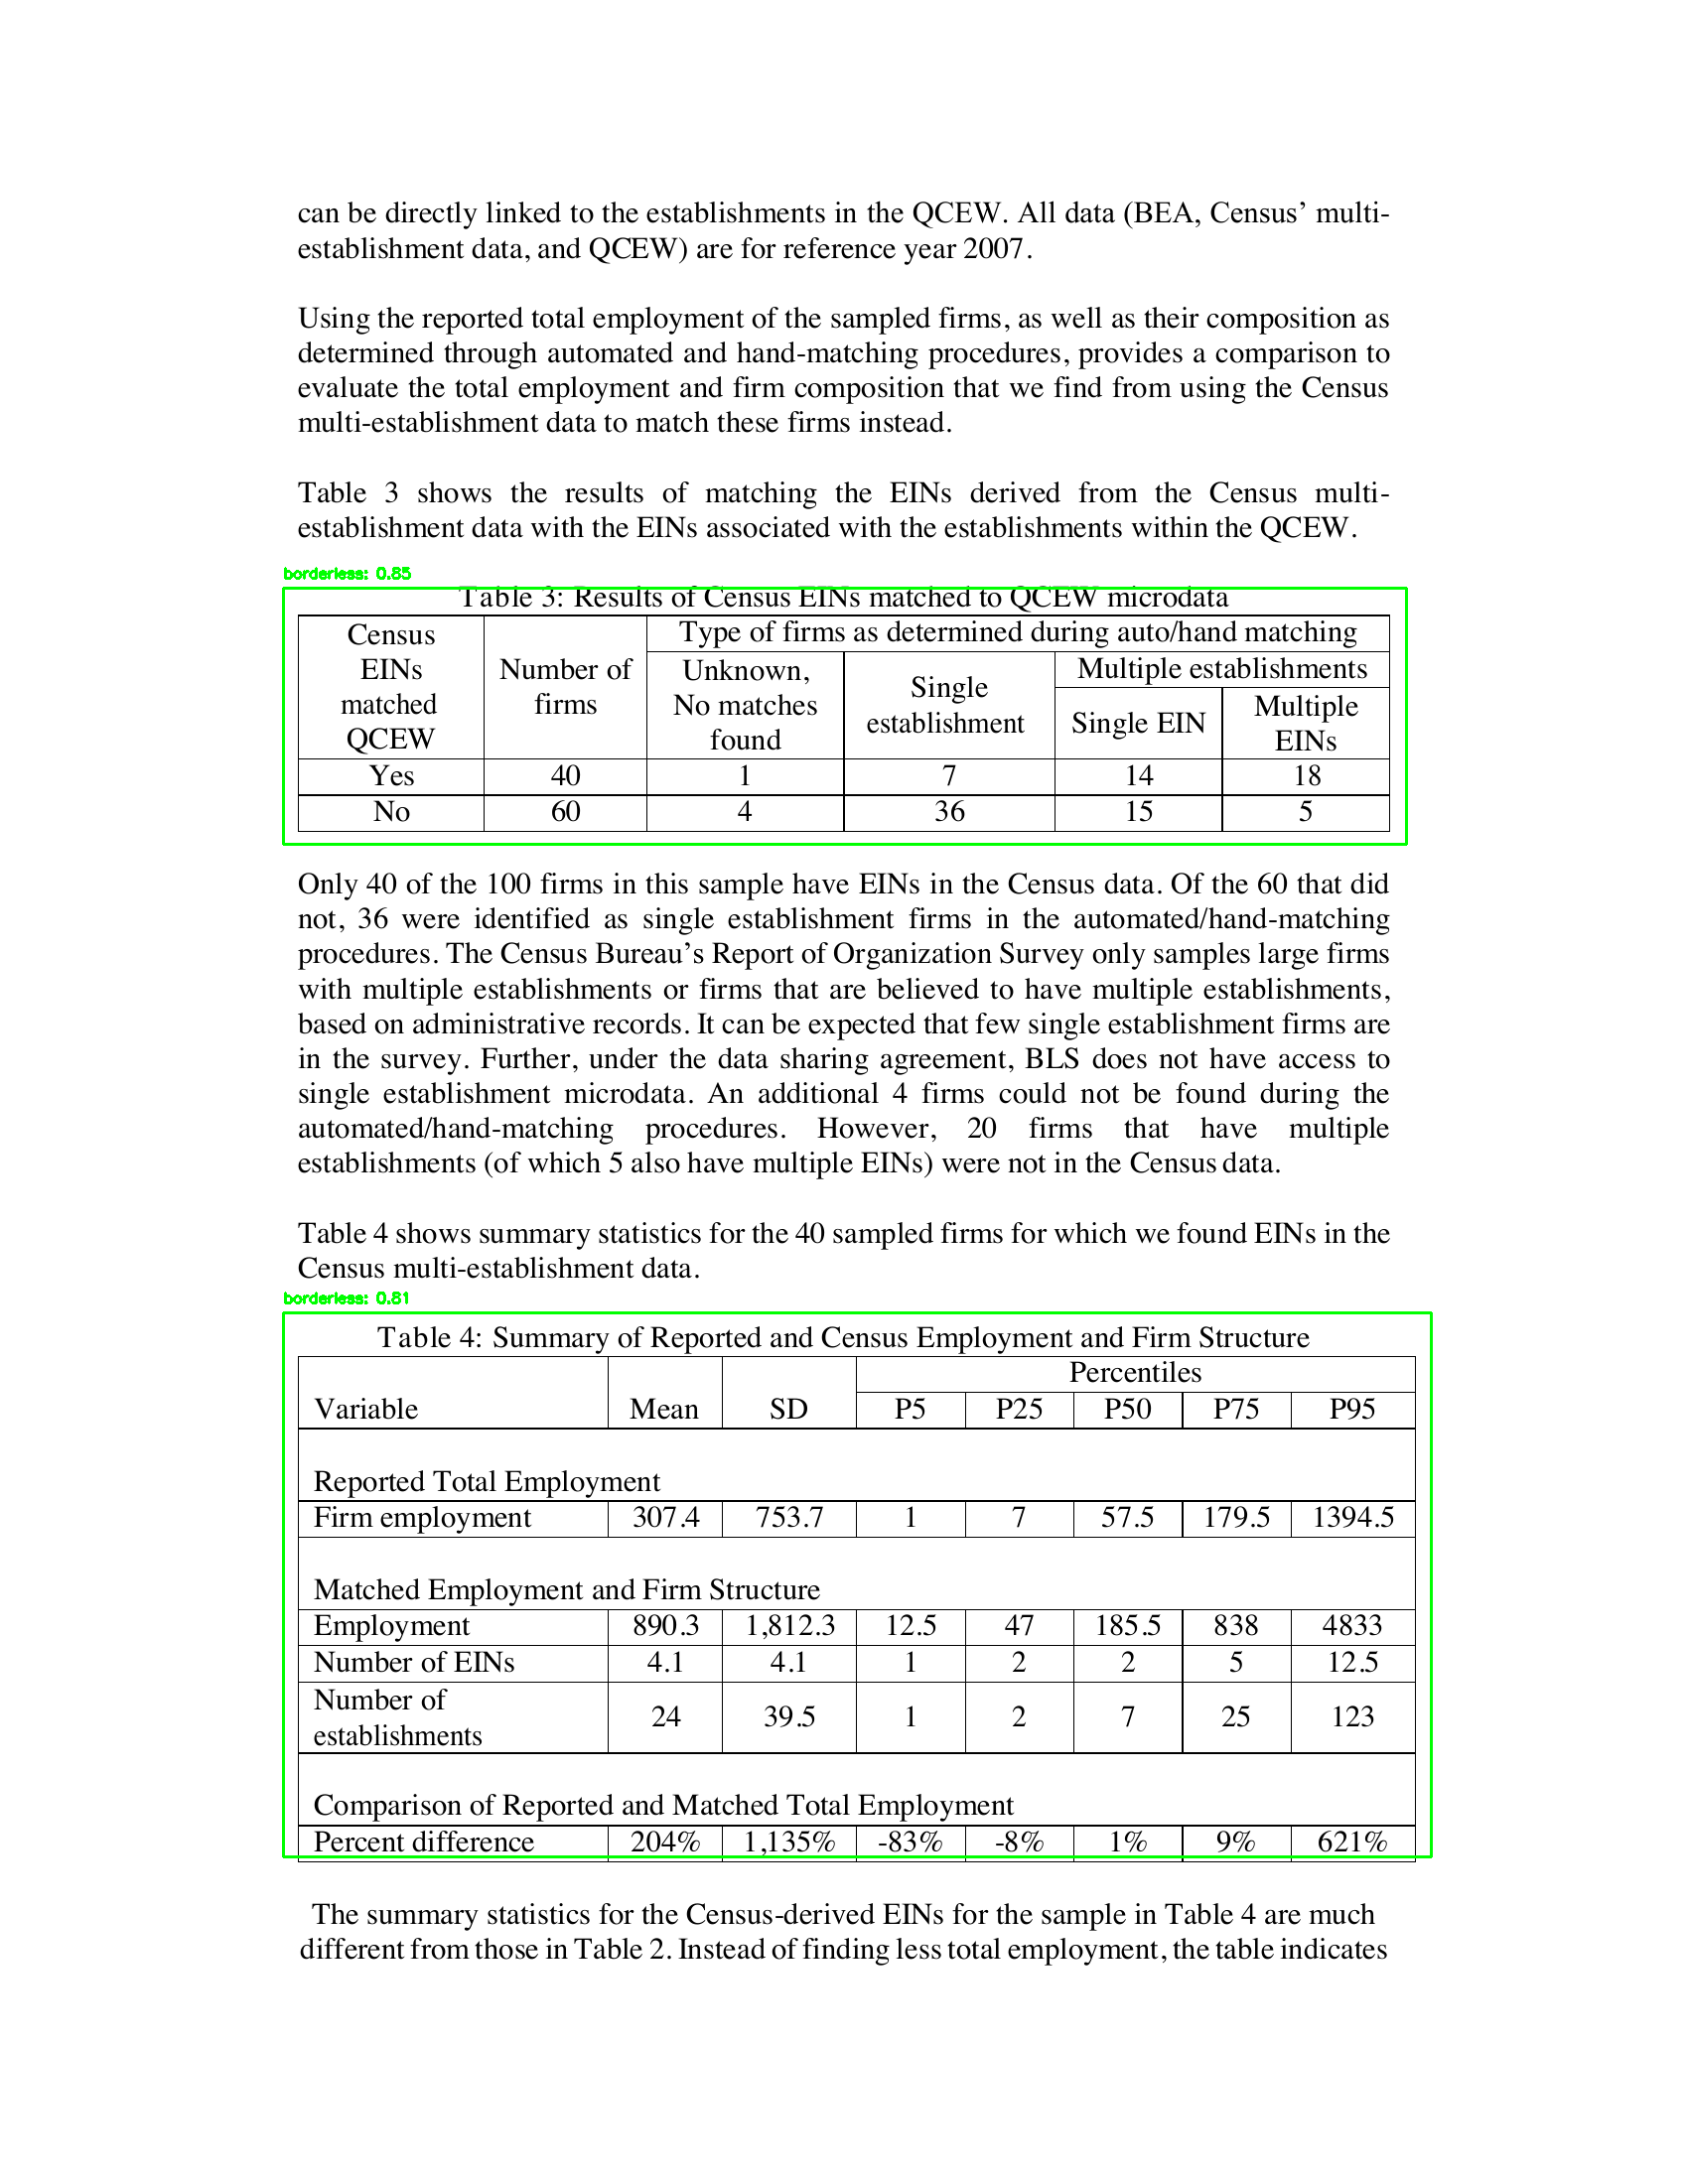 can be directly linked to the establishments in the QCEW. All data (BEA, Census’ multi-
establishment data, and QCEW) are for reference year 2007.
Using the reported total employment of the sampled firms, as well as their composition as
determined through automated and hand-matching procedures, provides a comparison to
evaluate the total employment and firm composition that we find from using the Census
multi-establishment data to match these firms instead.
Table 3 shows the results of matching the EINs derived from the Census multi-
establishment data with the EINs associated with the establishments within the QCEW.
borderless: 0.85
Table 3: Results of Census EINs matched to QCEW microdata
Census EINs matched QCEW | Number of firms | Type of firms as determined during auto/hand matching
Unknown, No matches found | Single establishment | Multiple establishments
Single EIN | Multiple EINs
Yes 40 1 7 14 18
No 60 4 36 15 5
Only 40 of the 100 firms in this sample have EINs in the Census data. Of the 60 that did
not, 36 were identified as single establishment firms in the automated/hand-matching
procedures. The Census Bureau’s Report of Organization Survey only samples large firms
with multiple establishments or firms that are believed to have multiple establishments,
based on administrative records. It can be expected that few single establishment firms are
in the survey. Further, under the data sharing agreement, BLS does not have access to
single establishment microdata. An additional 4 firms could not be found during the
automated/hand-matching procedures. However, 20 firms that have multiple
establishments (of which 5 also have multiple EINs) were not in the Census data.
Table 4 shows summary statistics for the 40 sampled firms for which we found EINs in the
Census multi-establishment data.
borderless: 0.81
Table 4: Summary of Reported and Census Employment and Firm Structure
Percentiles
Variable Mean SD P5 P25 P50 P75 P95
Reported Total Employment
Firm employment 307.4 753.7 1 7 57.5 179.5 1394.5
Matched Employment and Firm Structure
Employment 890.3 1,812.3 12.5 47 185.5 838 4833
Number of EINs 4.1 4.1 1 2 2 5 12.5
Number of
establishments 24 39.5 1 2 7 25 123
Comparison of Reported and Matched Total Employment
Percent difference 204% 1,135% -83% -8% 1% 9% 621%
The summary statistics for the Census-derived EINs for the sample in Table 4 are much
different from those in Table 2. Instead of finding less total employment, the table indicates